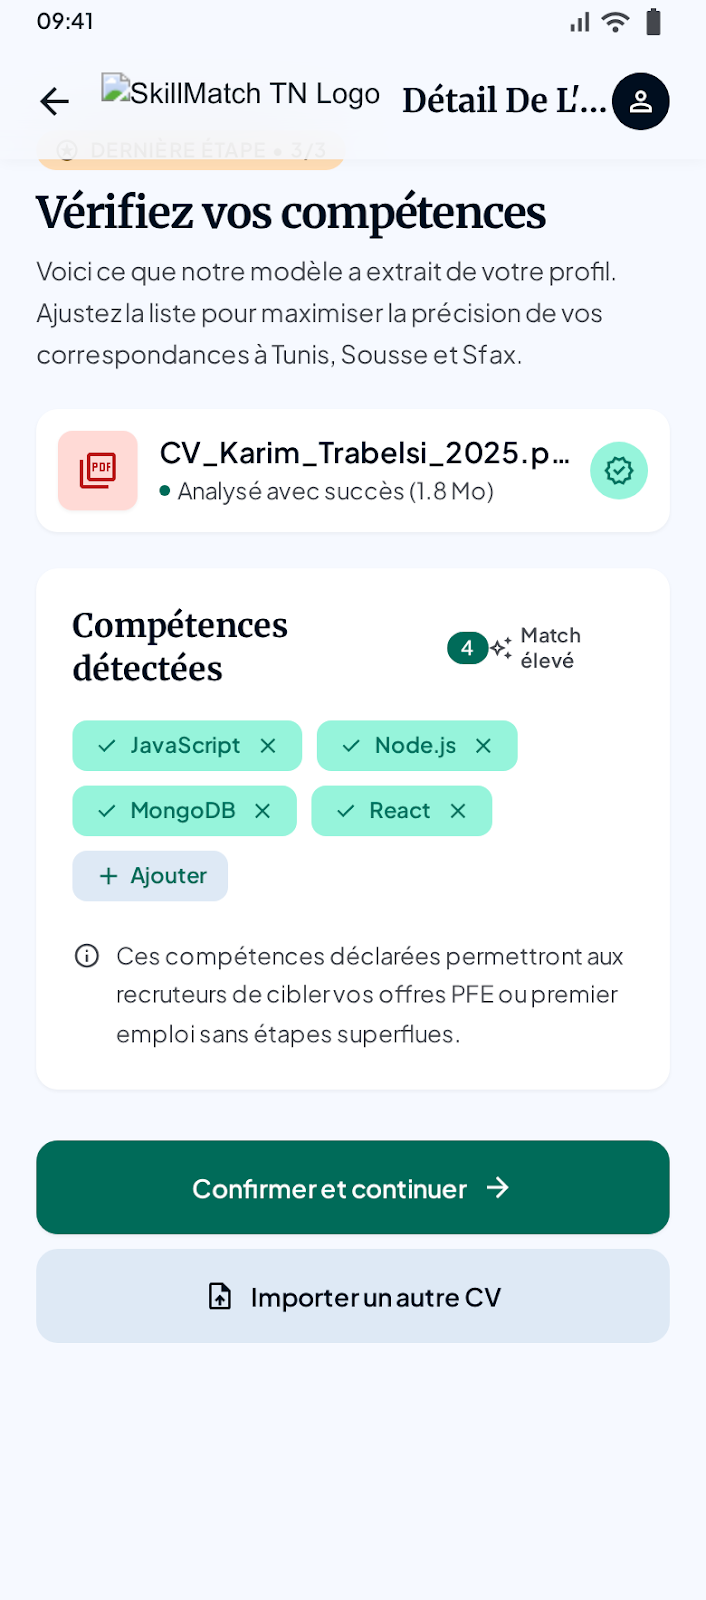 09:41
SkillMatch TN Logo Détail De L'...
DERNIÈRE ÉTAPE • 3/3
Vérifiez vos compétences
Voici ce que notre modèle a extrait de votre profil.
Ajustez la liste pour maximiser la précision de vos
correspondances à Tunis, Sousse et Sfax.
PDF
CV_Karim_Trabelsi_2025.p...
Analysé avec succès (1.8 Mo)
Compétences
détectées
4
Match
élevé
JavaScript
Node.js
MongoDB
React
Ajouter
Ces compétences déclarées permettront aux
recruteurs de cibler vos offres PFE ou premier
emploi sans étapes superflues.
Confirmer et continuer
Importer un autre CV